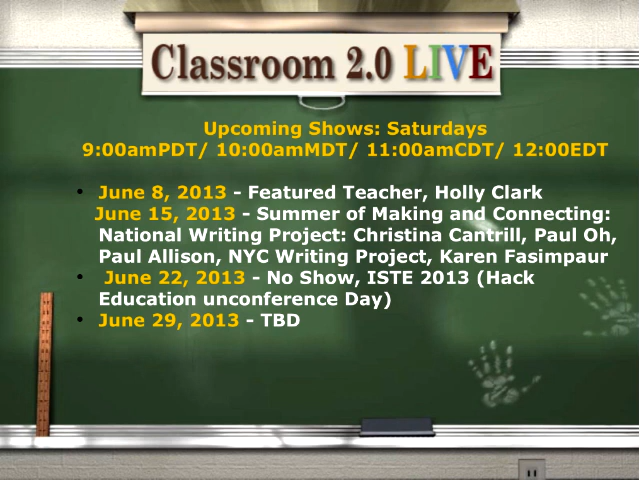 Classroom 2.0 LIVE
Upcoming Shows: Saturdays
9:00amPDT/ 10:00amMDT/ 11:00amCDT/ 12:00EDT
• June 8, 2013 - Featured Teacher, Holly Clark
June 15, 2013 - Summer of Making and Connecting:
National Writing Project: Christina Cantrill, Paul Oh,
Paul Allison, NYC Writing Project, Karen Fasimpaur
• June 22, 2013 - No Show, ISTE 2013 (Hack
Education unconference Day)
• June 29, 2013 - TBD